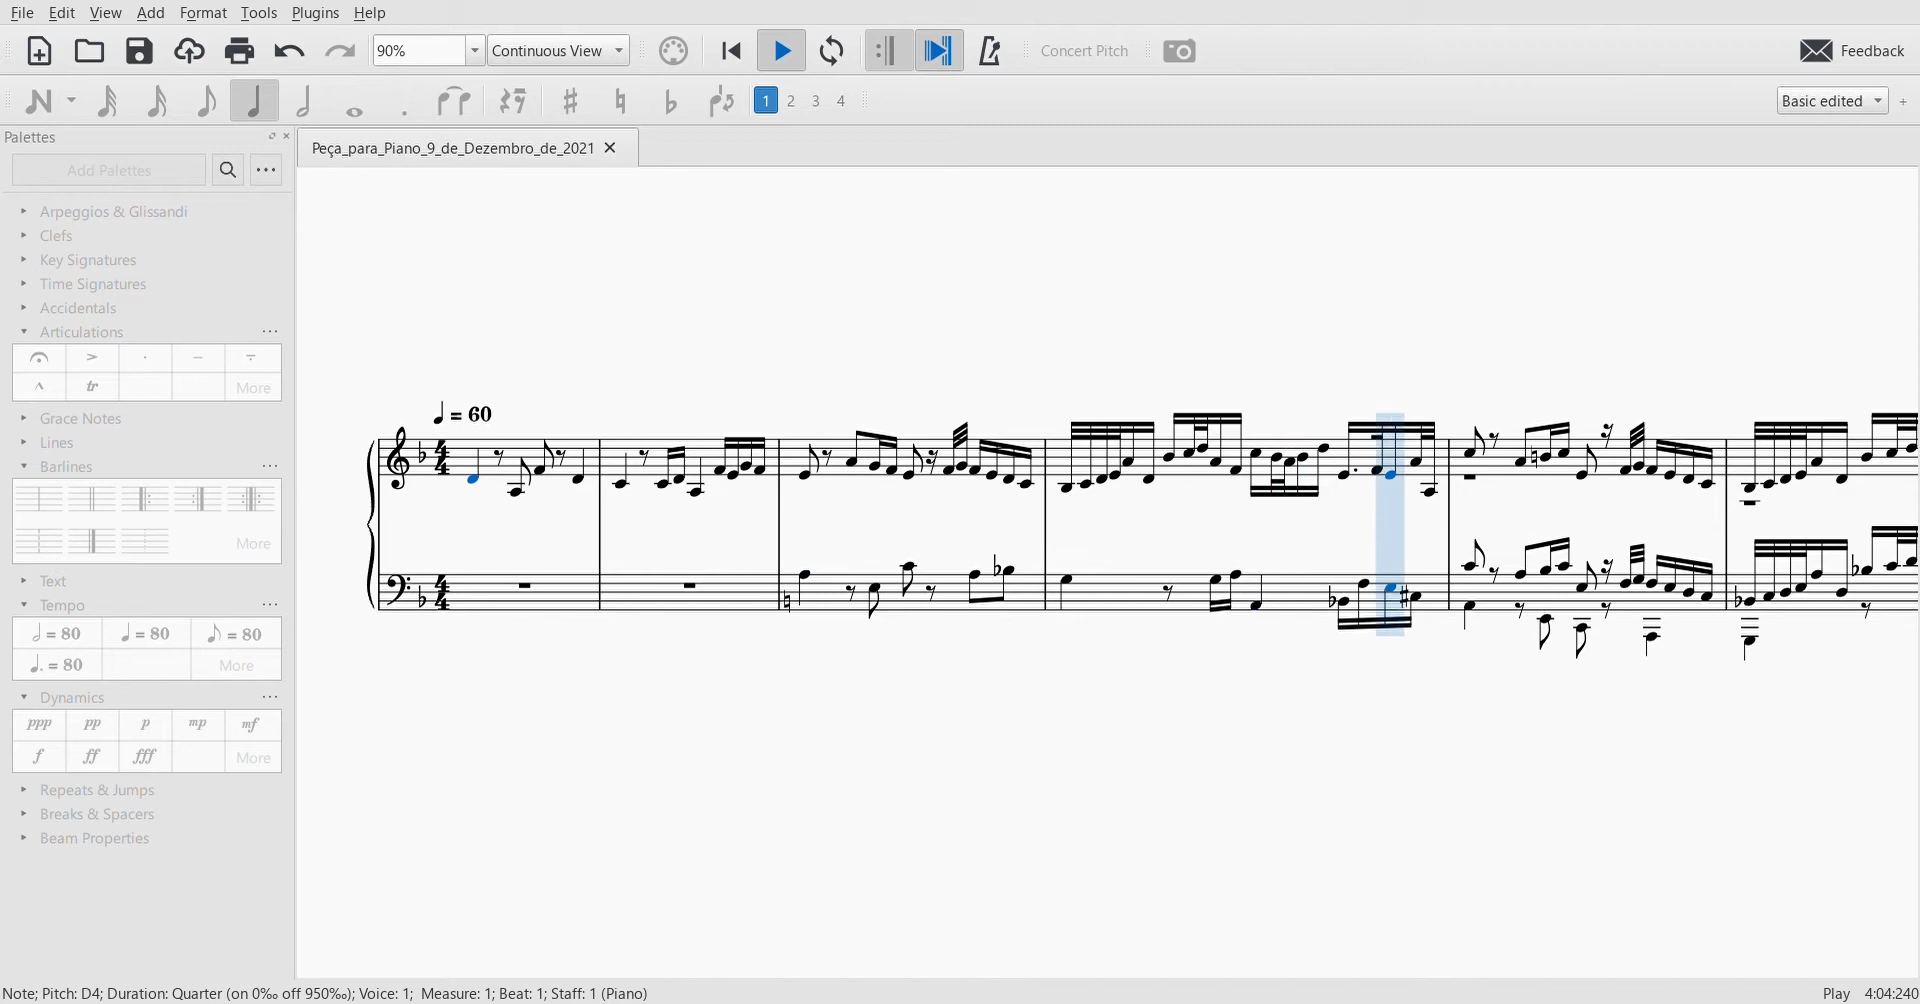 File Edit View Add Format Tools Plugins Help
90% Continuous View Concert Pitch Feedback
1 2 3 4 Basic edited +
Palettes
Peça_para_Piano_9_de_Dezembro_de_2021
Add Palettes
Arpeggios & Glissandi
Clefs
Key Signatures
Time Signatures
Accidentals
Articulations
tr More
Grace Notes
= 60
Lines
Barlines
More
Text
Tempo
= 80 = 80 = 80
= 80 More
Dynamics
ppp pp p mp mf
f ff fff More
Repeats & Jumps
Breaks & Spacers
Beam Properties
Note; Pitch: D4; Duration: Quarter (on 0‰ off 950‰); Voice: 1; Measure: 1; Beat: 1; Staff: 1 (Piano) Play 4:04:240